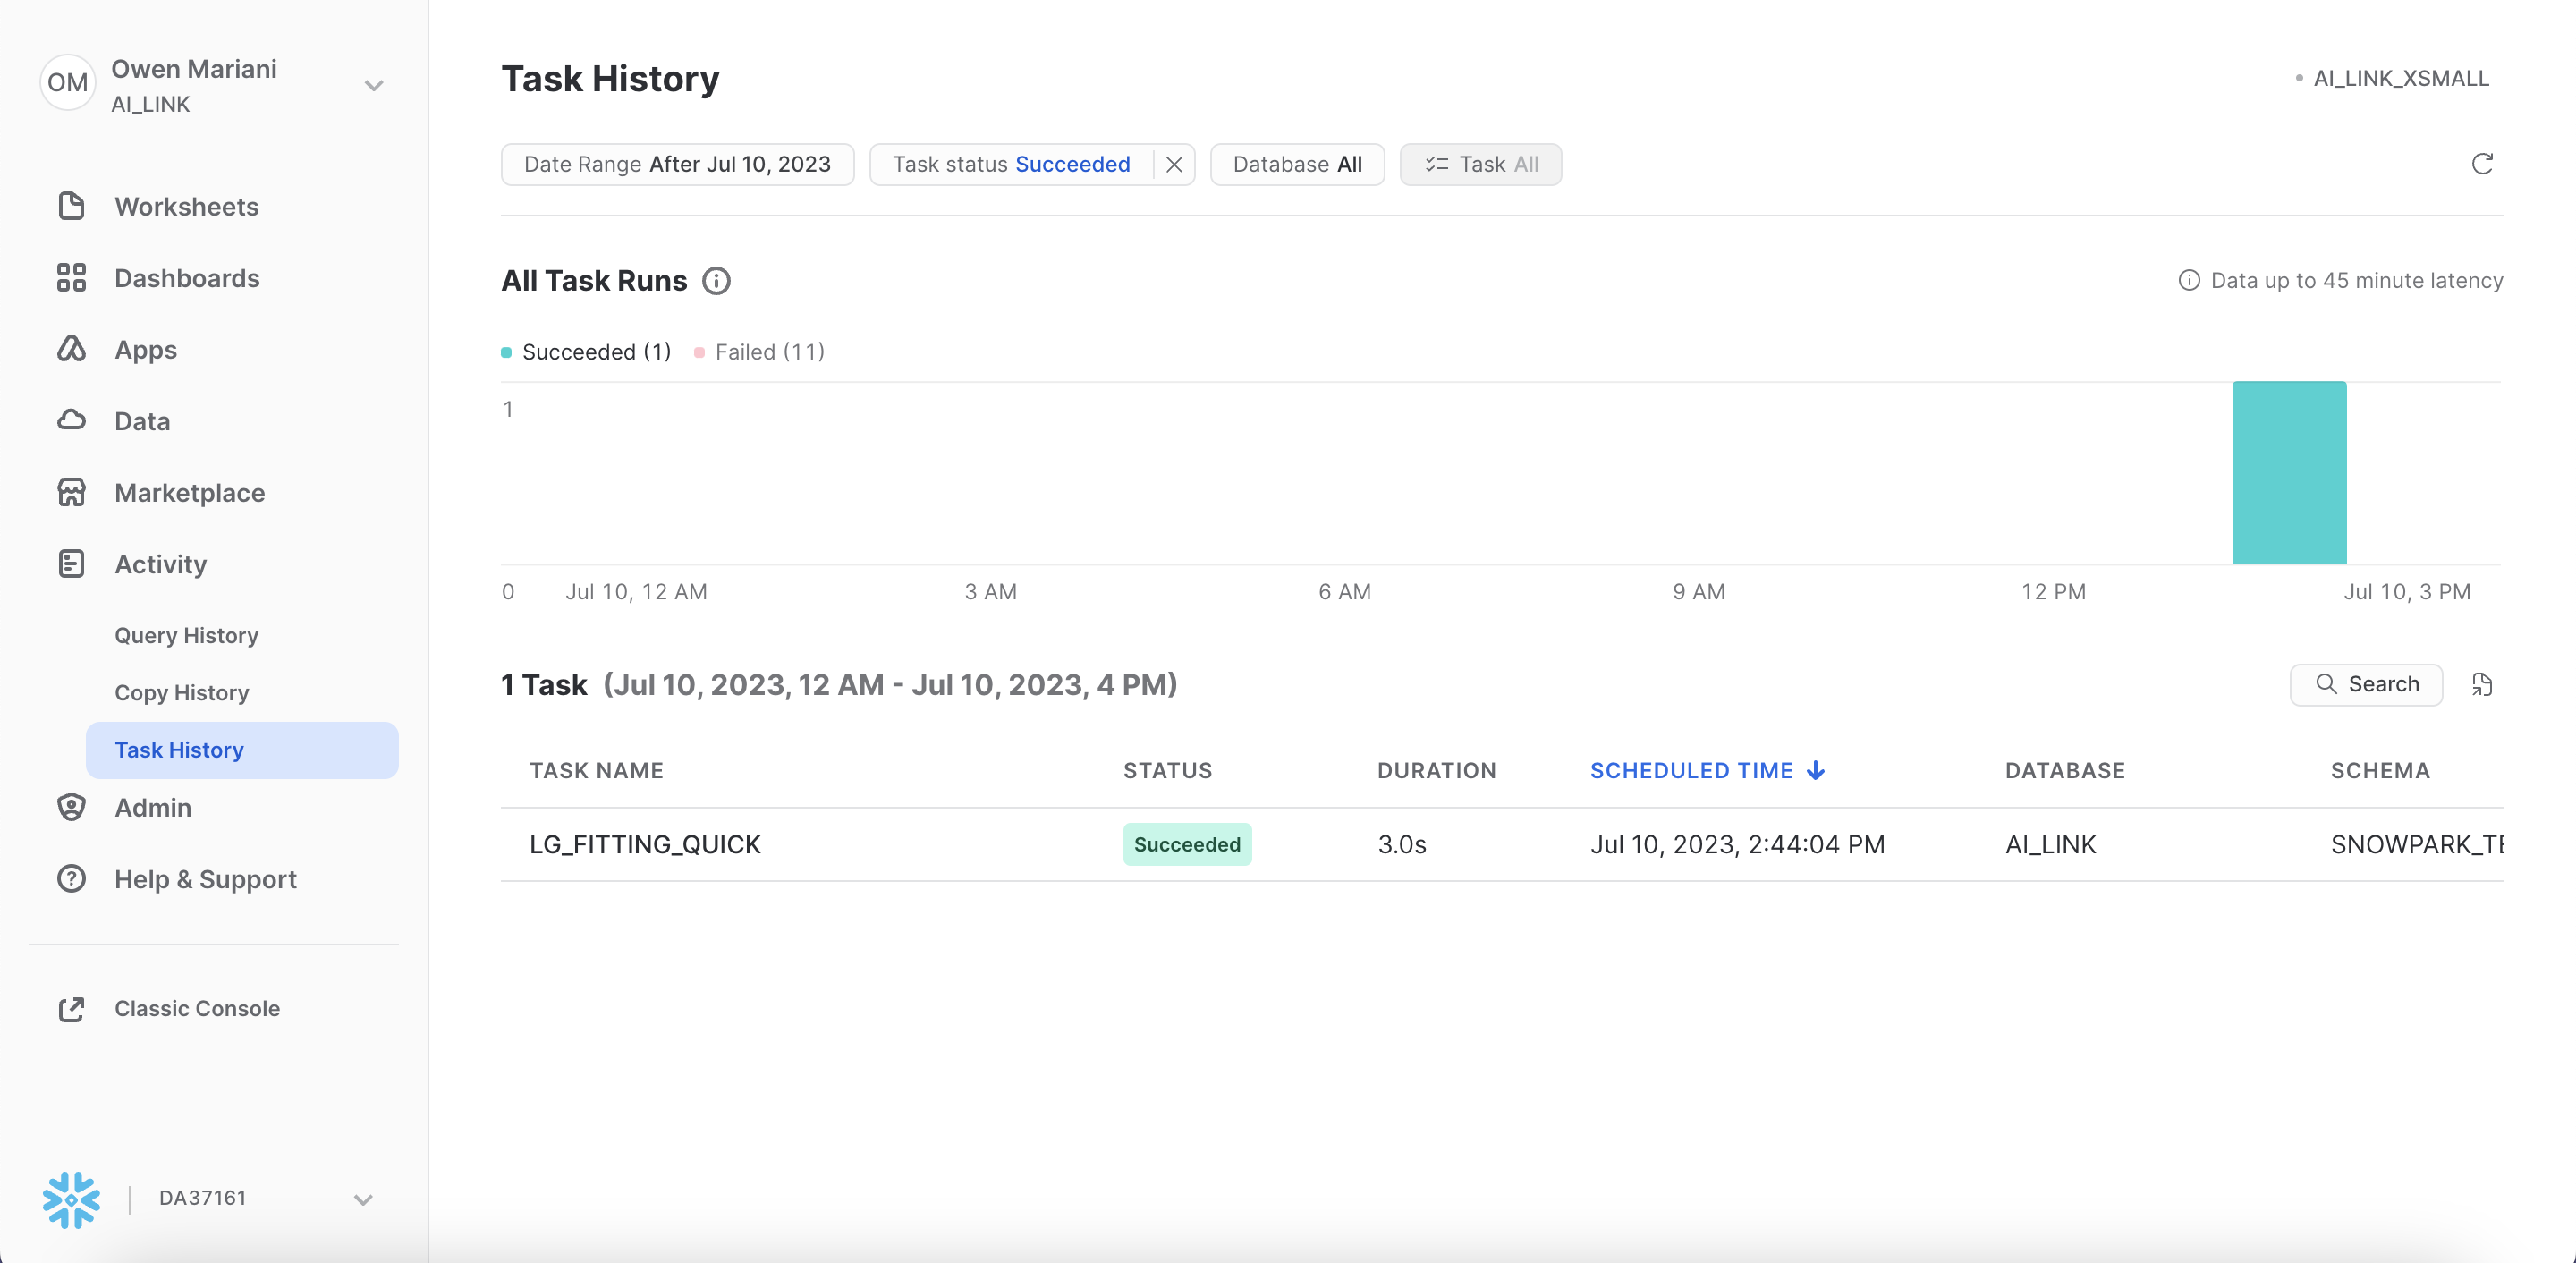 OM
Owen Mariani
AI_LINK
Worksheets
Dashboards
Apps
Data
Marketplace
Activity
Query History
Copy History
Task History
Admin
Help & Support
Classic Console
DA37161
Task History
AI_LINK_XSMALL
Date Range After Jul 10, 2023
Task status Succeeded
Database All
Task All
All Task Runs
Data up to 45 minute latency
Succeeded (1) Failed (11)
1
0 Jul 10, 12 AM 3 AM 6 AM 9 AM 12 PM Jul 10, 3 PM
1 Task (Jul 10, 2023, 12 AM - Jul 10, 2023, 4 PM)
Search
TASK NAME STATUS DURATION SCHEDULED TIME DATABASE SCHEMA
LG_FITTING_QUICK Succeeded 3.0s Jul 10, 2023, 2:44:04 PM AI_LINK SNOWPARK_TE